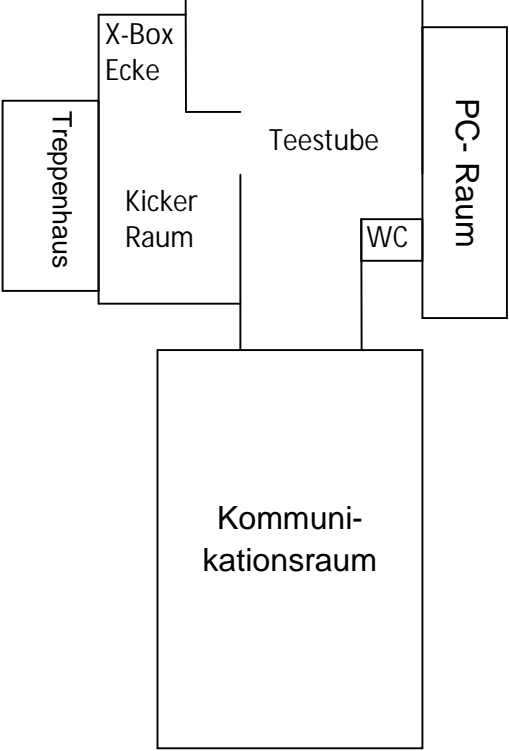 X-Box
Ecke
Treppenhaus
Teestube
PC- Raum
Kicker
Raum
WC
Kommuni-
kationsraum